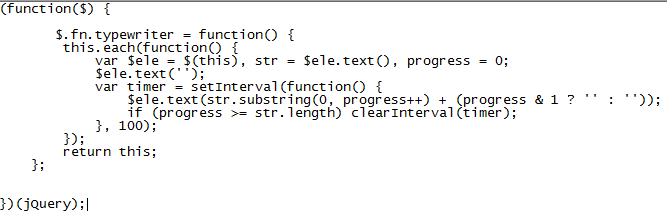 (function($) {
$.fn.typewriter = function() {
this.each(function() {
var $ele = $(this), str = $ele.text(), progress = 0;
$ele.text('');
var timer = setInterval(function() {
$ele.text(str.substring(0, progress++) + (progress & 1 ? '' : ''));
if (progress >= str.length) clearInterval(timer);
}, 100);
});
return this;
};
})(jQuery);